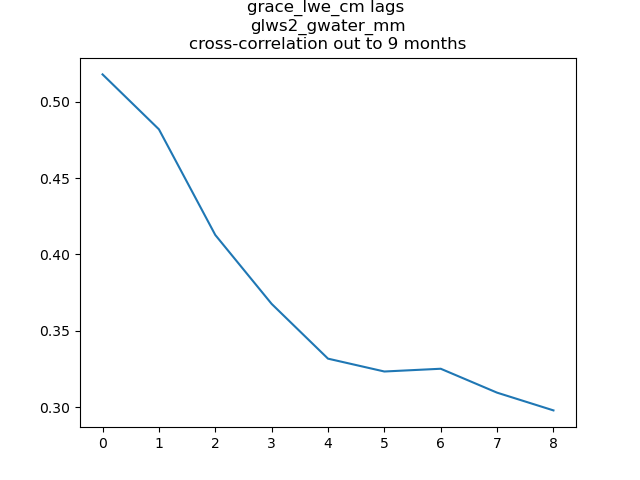 grace_lwe_cm lags
glws2_gwater_mm
cross-correlation out to 9 months
0.50
0.45
0.40
0.35
0.30
0 1 2 3 4 5 6 7 8